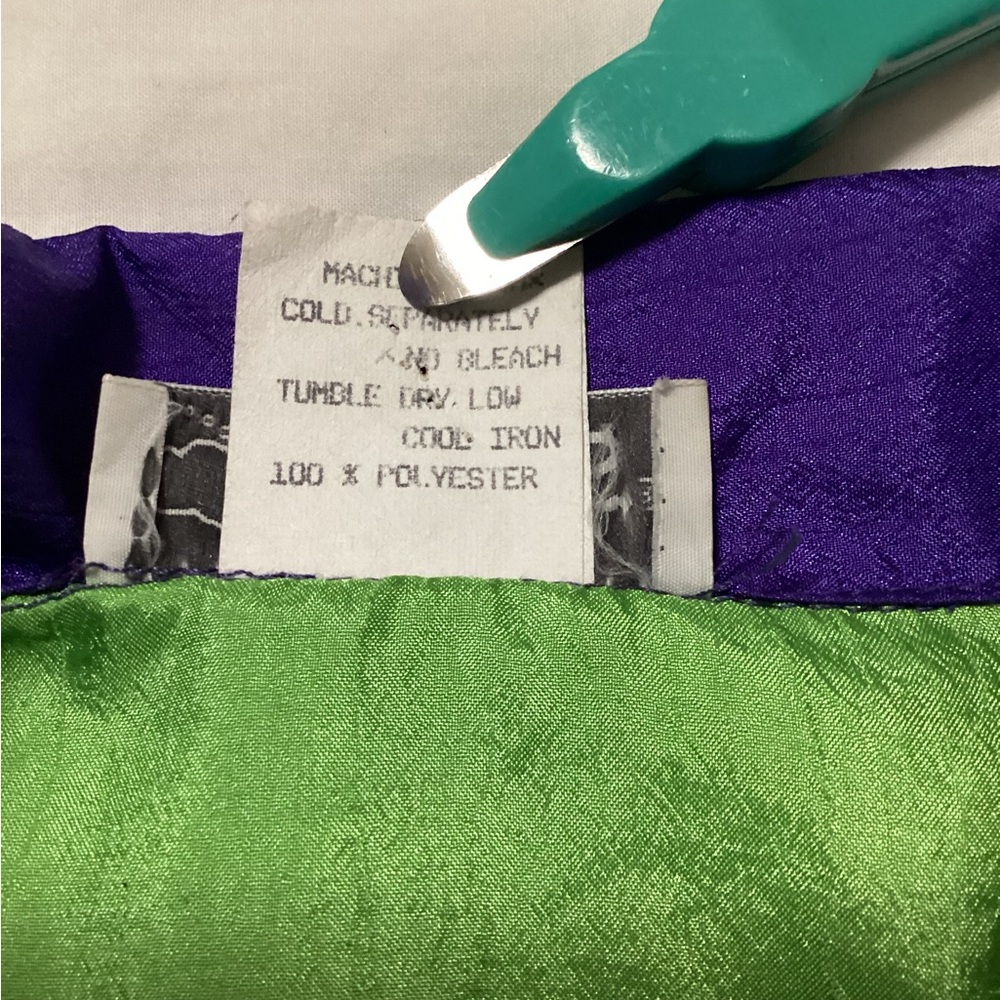 COLD.SEPARATELY
NO BLEACH
TUMBLE DRY.LOW
COOL IRON
100 % POLYESTER